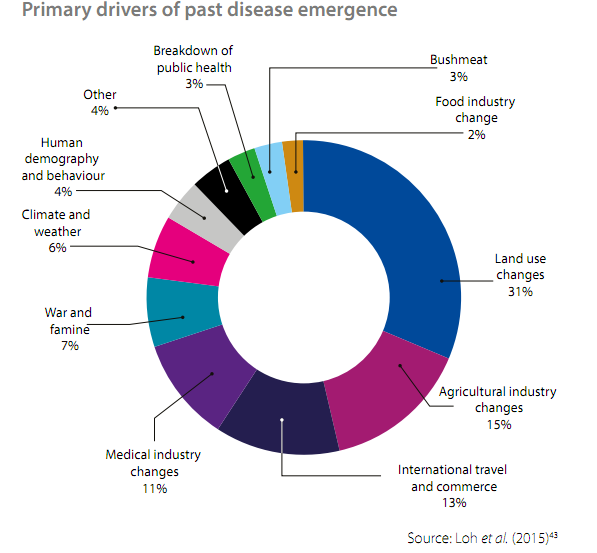 Primary drivers of past disease emergence
Breakdown of
public health
3%
Bushmeat
3%
Other
4%
Food industry
change
2%
Human
demography
and behaviour
4%
Climate and
weather
6%
Land use
changes
31%
War and
famine
7%
Agricultural industry
changes
15%
Medical industry
changes
11%
International travel
and commerce
13%
Source: Loh et al. (2015)43